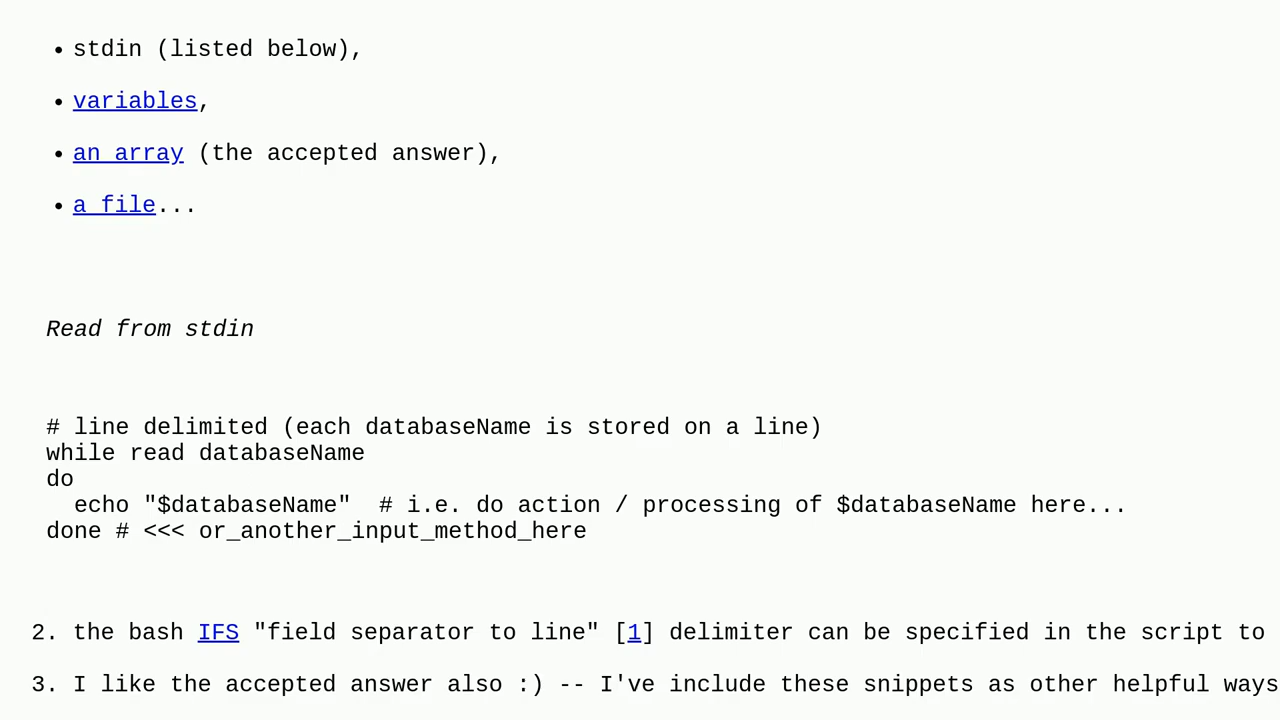 • stdin (listed below),
• variables,
• an array (the accepted answer),
• a file...
Read from stdin
# line delimited (each databaseName is stored on a line)
while read databaseName
do
  echo "$databaseName"  # i.e. do action / processing of $databaseName here...
done # <<< or_another_input_method_here
2. the bash IFS "field separator to line" [1] delimiter can be specified in the script to
3. I like the accepted answer also :) -- I've include these snippets as other helpful ways